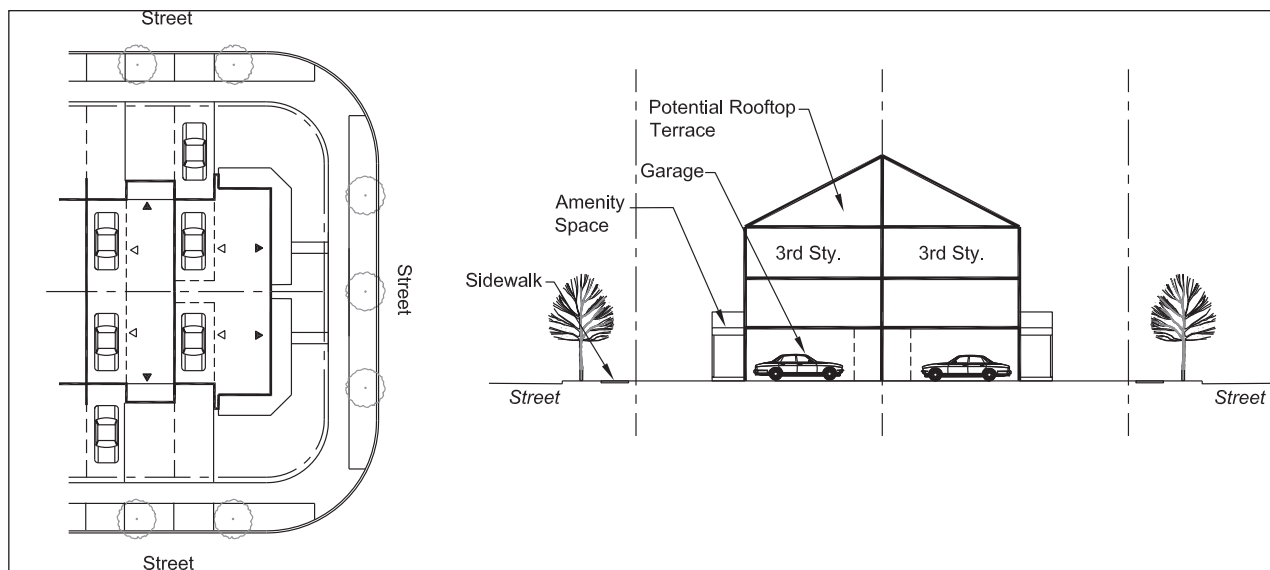 Street
Street
Street
Potential Rooftop
Terrace
Garage
Amenity
Space
3rd Sty.
3rd Sty.
Sidewalk
Street
Street